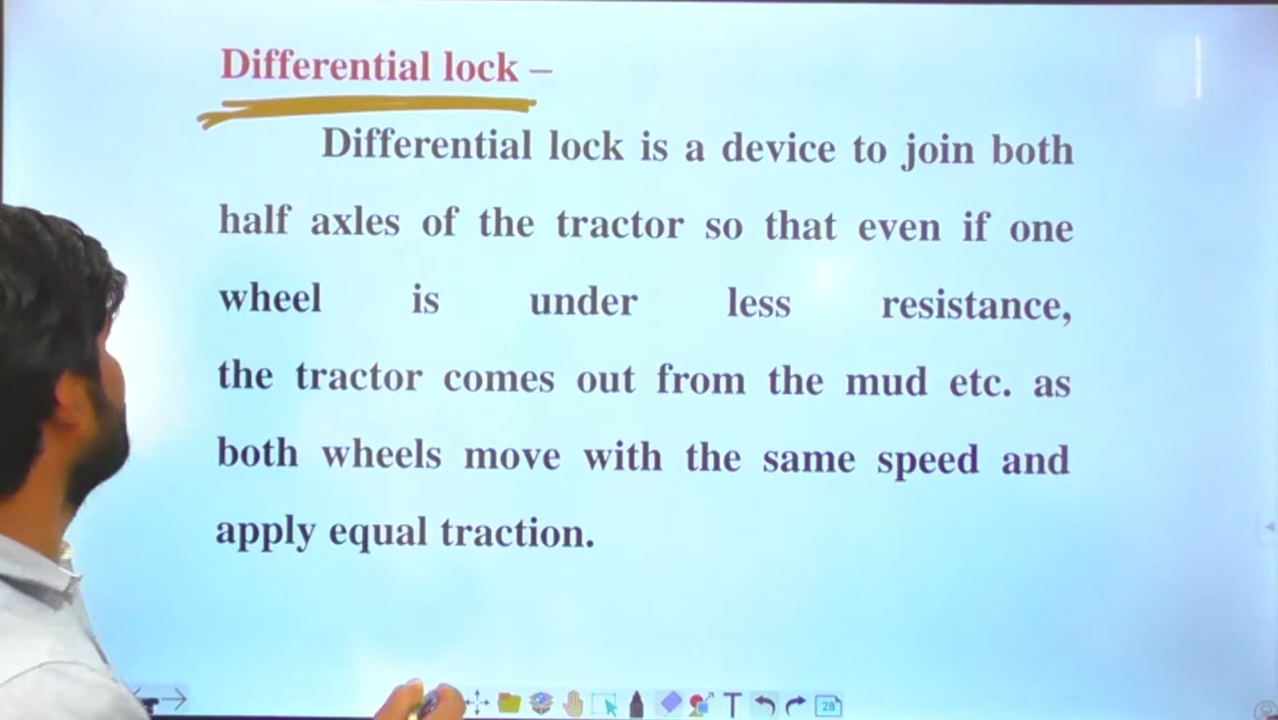 Differential lock –
Differential lock is a device to join both
half axles of the tractor so that even if one
wheel is under less resistance,
the tractor comes out from the mud etc. as
both wheels move with the same speed and
apply equal traction.
T
28